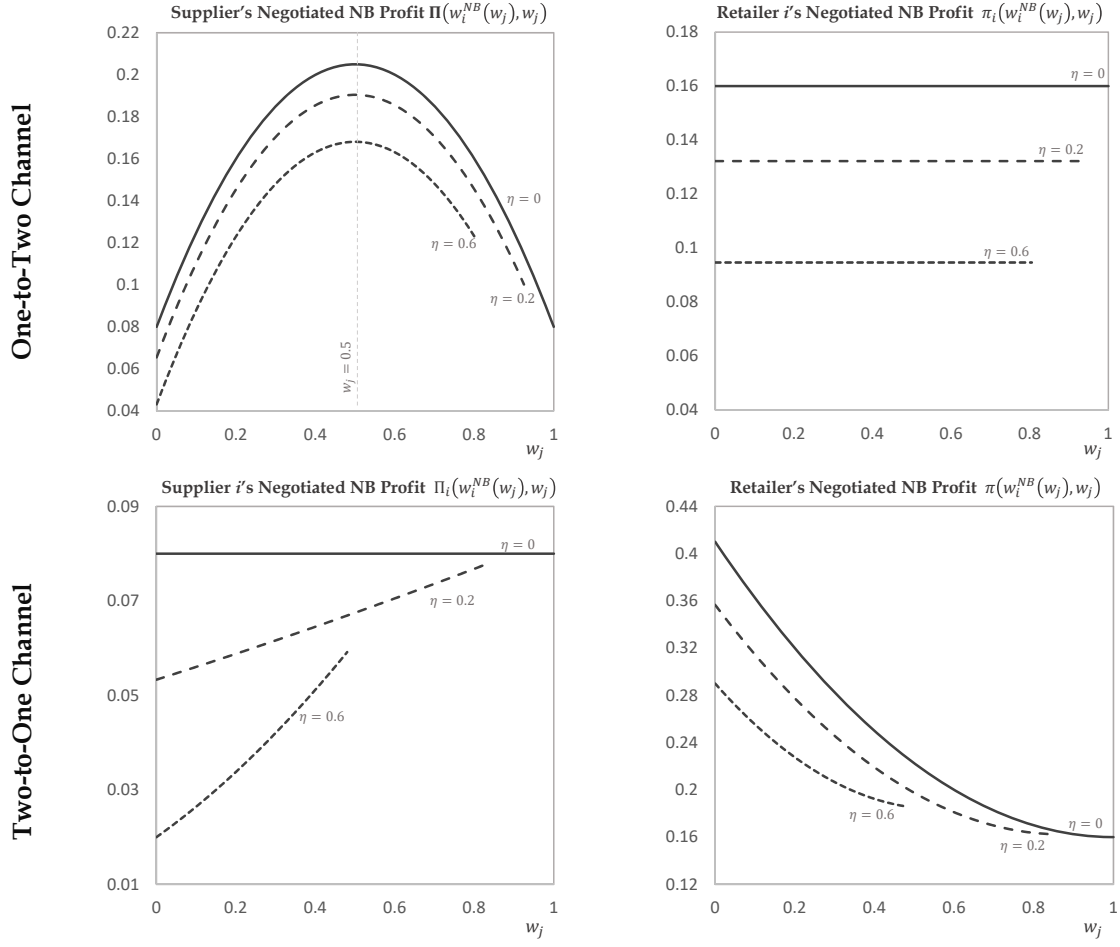 Supplier's Negotiated NB Profit Π(w_i^{NB}(w_j), w_j)
0.22
0.2
0.18
0.16
0.14
0.12
0.1
0.08
0.06
0.04
0
0.2
0.4
0.6
0.8
1
w_j
η = 0
η = 0.6
η = 0.2
w_j = 0.5
One-to-Two Channel
Retailer i's Negotiated NB Profit π_i(w_i^{NB}(w_j), w_j)
0.18
0.16
0.14
0.12
0.1
0.08
0.06
0.04
0
0.2
0.4
0.6
0.8
1
w_j
η = 0
η = 0.2
η = 0.6
Supplier i's Negotiated NB Profit Π_i(w_i^{NB}(w_j), w_j)
0.09
0.07
0.05
0.03
0.01
0
0.2
0.4
0.6
0.8
1
w_j
η = 0
η = 0.2
η = 0.6
Two-to-One Channel
Retailer's Negotiated NB Profit π(w_i^{NB}(w_j), w_j)
0.44
0.4
0.36
0.32
0.28
0.24
0.2
0.16
0.12
0
0.2
0.4
0.6
0.8
1
w_j
η = 0
η = 0.6
η = 0.2